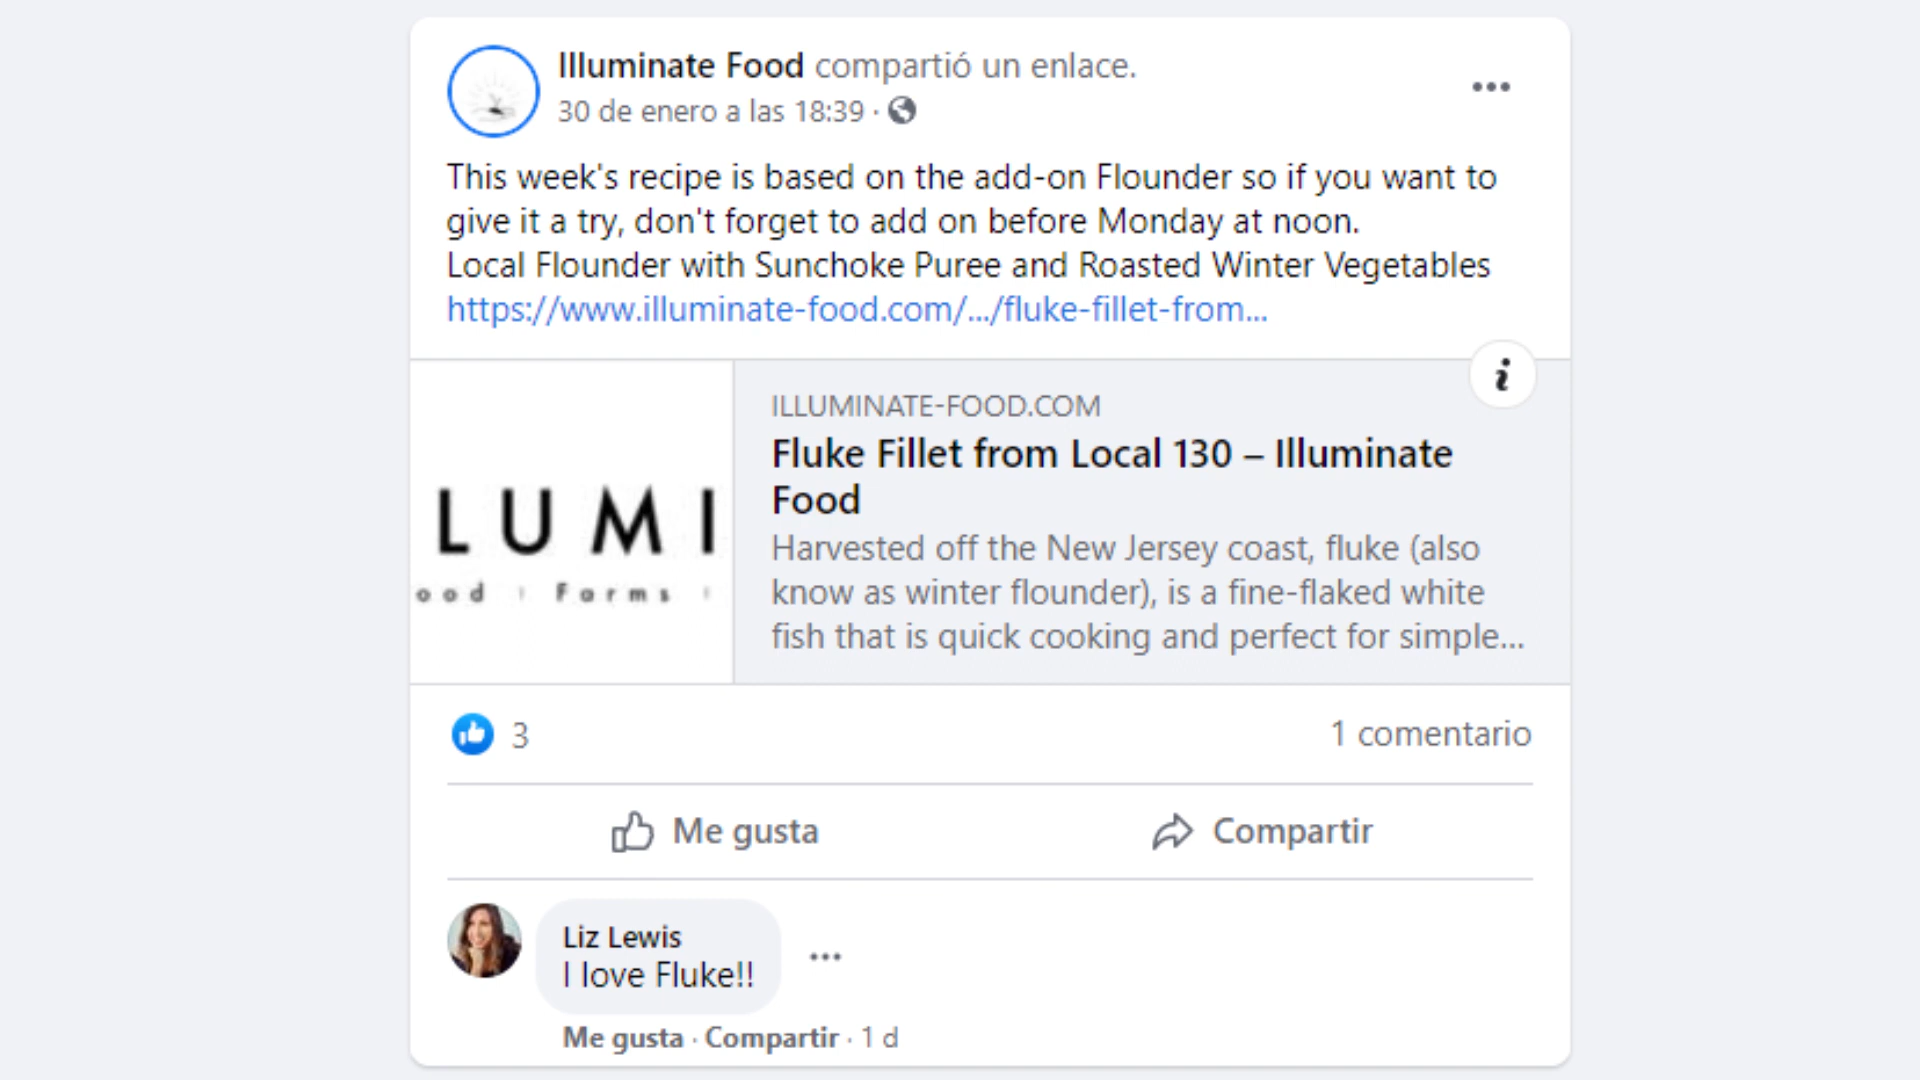 Illuminate Food compartió un enlace.
30 de enero a las 18:39 ·
This week's recipe is based on the add-on Flounder so if you want to
give it a try, don't forget to add on before Monday at noon.
Local Flounder with Sunchoke Puree and Roasted Winter Vegetables
https://www.illuminate-food.com/.../fluke-fillet-from...
i
LUMI
ood | Farms |
ILLUMINATE-FOOD.COM
Fluke Fillet from Local 130 – Illuminate
Food
Harvested off the New Jersey coast, fluke (also
know as winter flounder), is a fine-flaked white
fish that is quick cooking and perfect for simple...
3
1 comentario
Me gusta
Compartir
Liz Lewis
I love Fluke!!
Me gusta · Compartir · 1 d